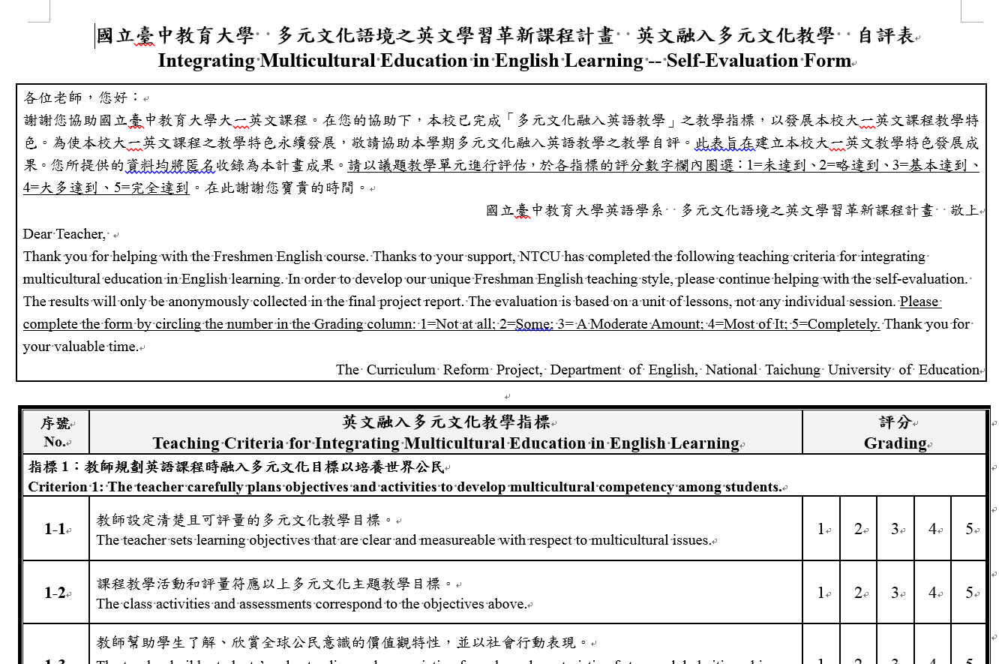 國立臺中教育大學 多元文化語境之英文學習革新課程計畫 英文融入多元文化教學 自評表
Integrating Multicultural Education in English Learning -- Self-Evaluation Form
各位老師，您好：
謝謝您協助國立臺中教育大學大一英文課程。在您的協助下，本校已完成「多元文化融入英語教學」之教學指標，以發展本校大一英文課程教學特
色。為使本校大一英文課程之教學特色永續發展，敬請協助本學期多元文化融入英語教學之教學自評。此表旨在建立本校大一英文教學特色發展成
果。您所提供的資料均將匿名收錄為本計畫成果。請以議題教學單元進行評估，於各指標的評分數字欄內圈選：1=未達到、2=略達到、3=基本達到、
4=大多達到、5=完全達到。在此謝謝您寶貴的時間。
國立臺中教育大學英語學系 多元文化語境之英文學習革新課程計畫 敬上
Dear Teacher,
Thank you for helping with the Freshmen English course. Thanks to your support, NTCU has completed the following teaching criteria for integrating
multicultural education in English learning. In order to develop our unique Freshman English teaching style, please continue helping with the self-evaluation.
The results will only be anonymously collected in the final project report. The evaluation is based on a unit of lessons, not any individual session. Please
complete the form by circling the number in the Grading column: 1=Not at all; 2=Some; 3= A Moderate Amount; 4=Most of It; 5=Completely. Thank you for
your valuable time.
The Curriculum Reform Project, Department of English, National Taichung University of Education
序號 英文融入多元文化教學指標 評分
No. Teaching Criteria for Integrating Multicultural Education in English Learning Grading
指標 1：教師規劃英語課程時融入多元文化目標以培養世界公民
Criterion 1: The teacher carefully plans objectives and activities to develop multicultural competency among students.
教師設定清楚且可評量的多元文化教學目標。
1-1 The teacher sets learning objectives that are clear and measureable with respect to multicultural issues. 1 2 3 4 5
課程教學活動和評量符應以上多元文化主題教學目標。
1-2 The class activities and assessments correspond to the objectives above. 1 2 3 4 5
教師幫助學生了解、欣賞全球公民意識的價值觀特性，並以社會行動表現。
1-3 1 2 3 4 5